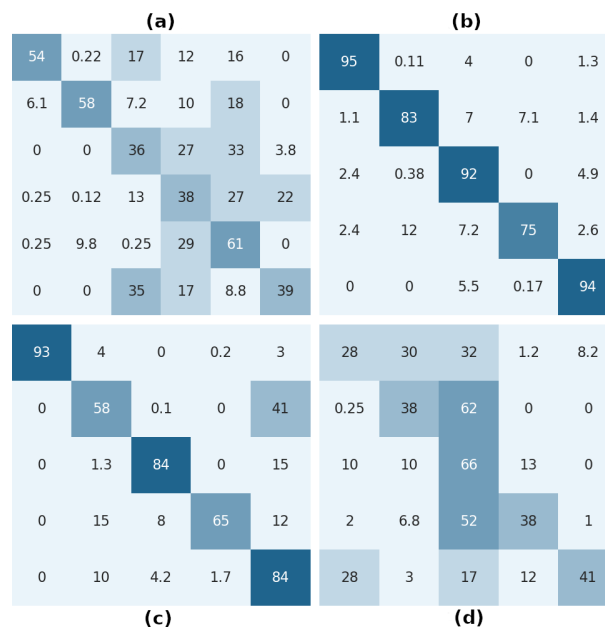 (a)
54 0.22 17 12 16 0
6.1 58 7.2 10 18 0
0 0 36 27 33 3.8
0.25 0.12 13 38 27 22
0.25 9.8 0.25 29 61 0
0 0 35 17 8.8 39
(b)
95 0.11 4 0 1.3
1.1 83 7 7.1 1.4
2.4 0.38 92 0 4.9
2.4 12 7.2 75 2.6
0 0 5.5 0.17 94
93 4 0 0.2 3
0 58 0.1 0 41
0 1.3 84 0 15
0 15 8 65 12
0 10 4.2 1.7 84
(c)
28 30 32 1.2 8.2
0.25 38 62 0 0
10 10 66 13 0
2 6.8 52 38 1
28 3 17 12 41
(d)